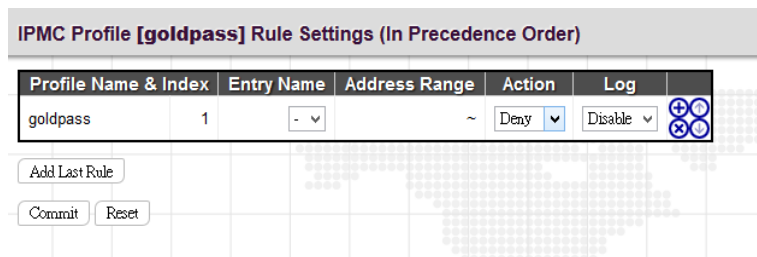 IPMC Profile [goldpass] Rule Settings (In Precedence Order)
Profile Name & Index Entry Name Address Range Action Log
goldpass 1 - ~ Deny Disable
Add Last Rule
Commit Reset